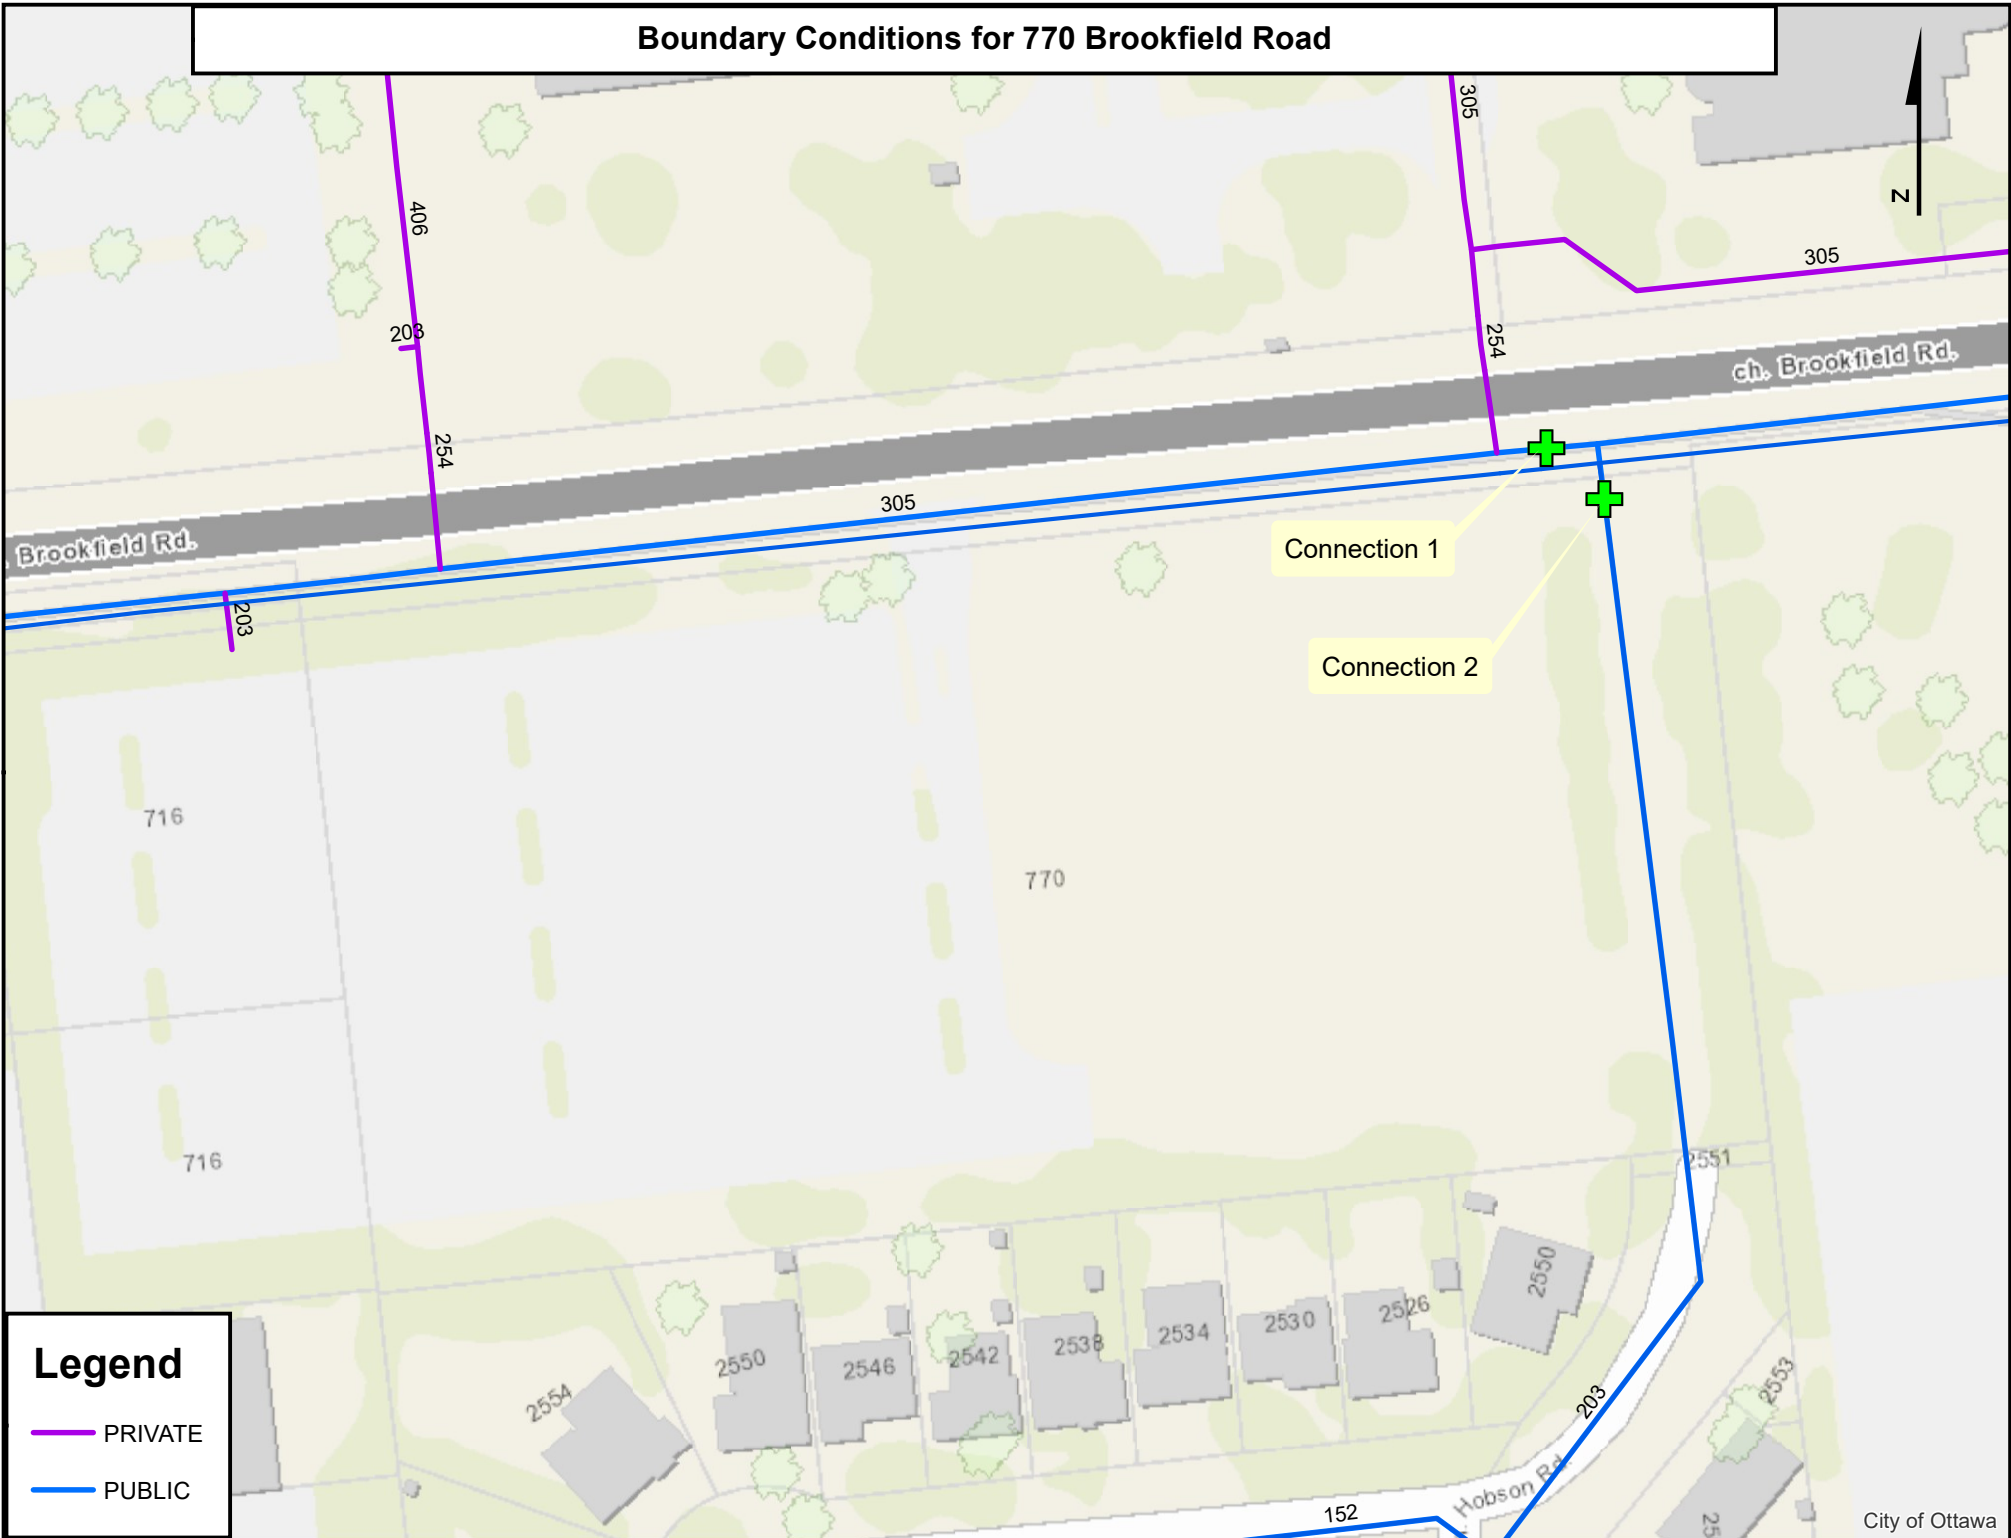 Boundary Conditions for 770 Brookfield Road
305
406
N
305
203
254
ch. Brookfield Rd.
254
305
Brookfield Rd.
Connection 1
203
Connection 2
716
770
2551
716
2550
2526
2530
2534
2538
2542
2546
2550
2554
2553
203
Hobson Rd.
152
25
Legend
PRIVATE
PUBLIC
City of Ottawa